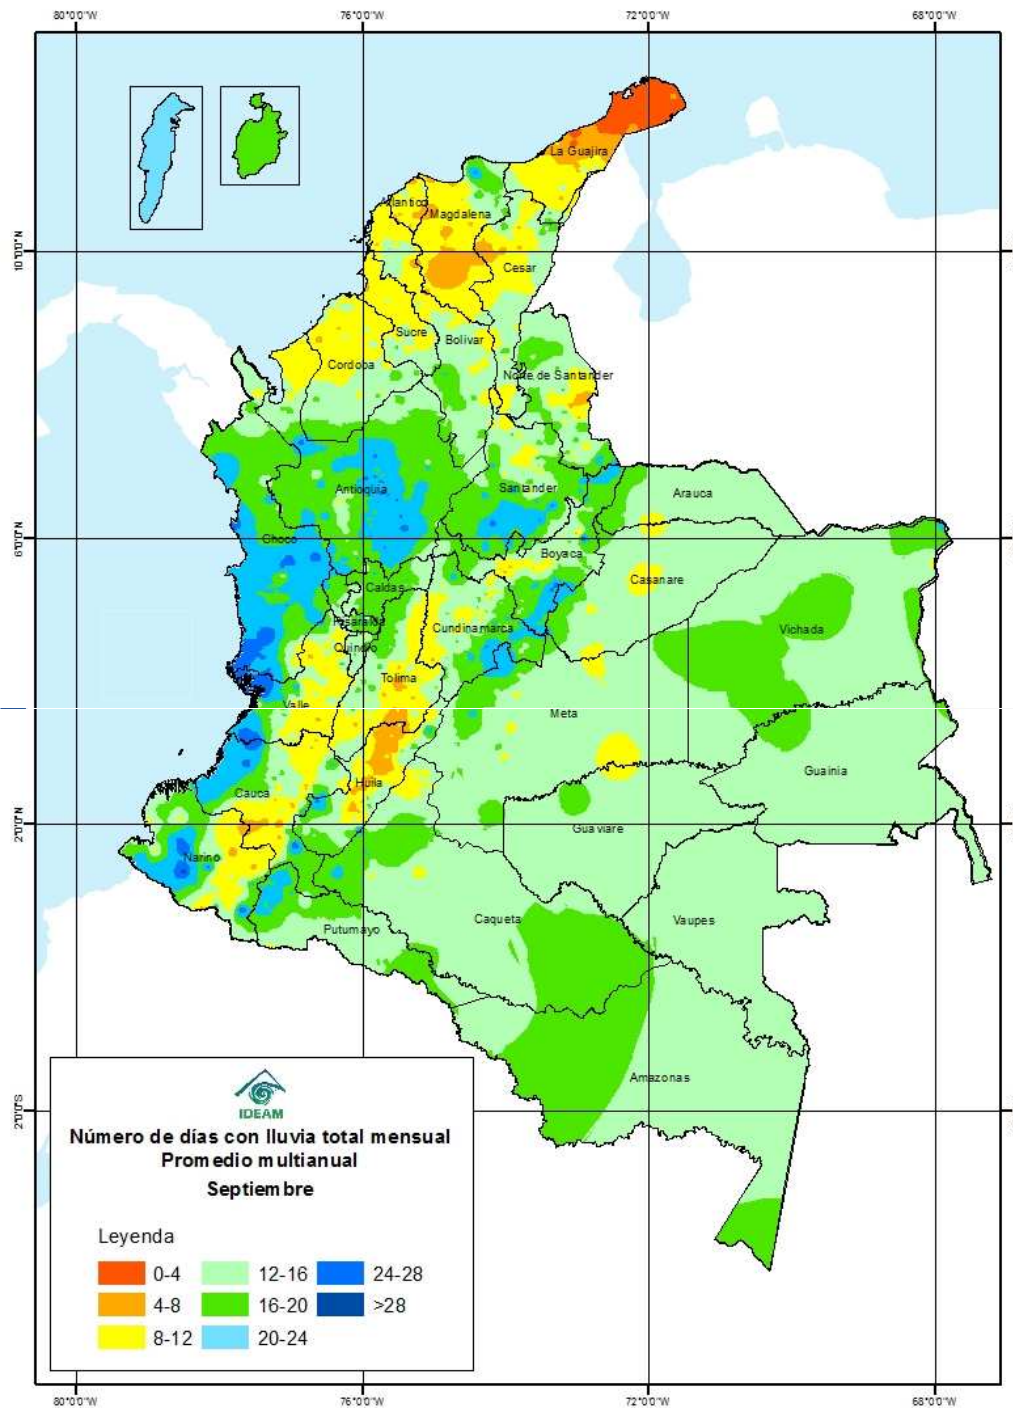 80°0'0"W 76°0'0"W 72°0'0"W 68°0'0"W
La Guajira
Atlantico
Magdalena
10°0'0"N
Cesar
Sucre
Bolivar
Cordoba
Norte de Santander
Antioquia
Santander
Arauca
6°0'0"N
Choco
Boyaca
Casanare
Caldas
Risaralda
Cundinamarca
Vichada
Quindio
Tolima
Valle
Meta
Guainia
Huila
Cauca
2°0'0"N
Guaviare
Narino
Caqueta
Vaupes
Putumayo
Amazonas
2°0'0"S
IDEAM
Número de días con lluvia total mensual
Promedio multianual
Septiembre
Leyenda
0-4 12-16 24-28
4-8 16-20 >28
8-12 20-24
80°0'0"W 76°0'0"W 72°0'0"W 68°0'0"W